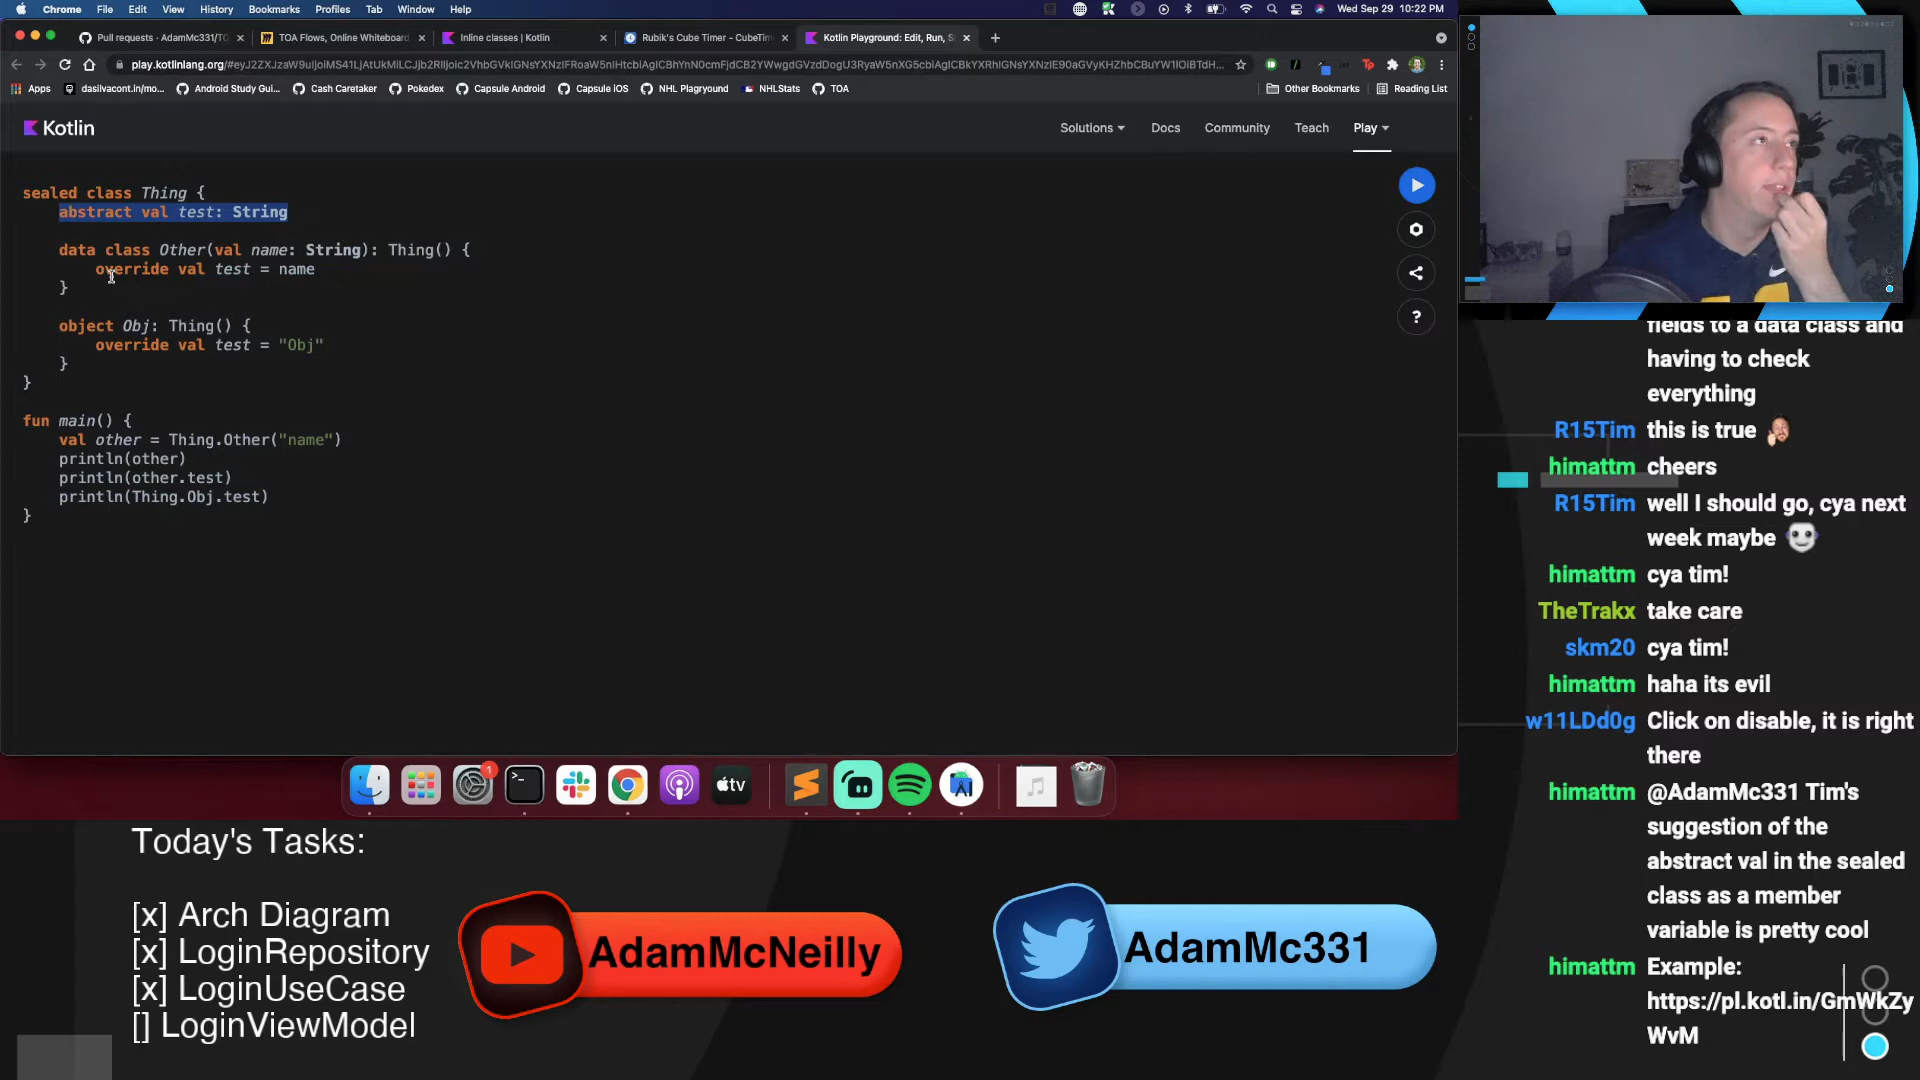 Chrome File Edit View History Bookmarks Profiles Tab Window Help
Wed Sep 29 10:22 PM
Pull requests · AdamMc331/TO
TOA Flows, Online Whiteboard
Inline classes | Kotlin
Rubik's Cube Timer - CubeTim
Kotlin Playground: Edit, Run, S
Apps
dasilvacont.in/mo...
Android Study Gui...
Cash Caretaker
Pokedex
Capsule Android
Capsule iOS
NHL Plagryound
NHLStats
TOA
Other Bookmarks
Reading List
Kotlin
Solutions
Docs
Community
Teach
Play
sealed class Thing {
abstract val test: String
data class Other(val name: String): Thing() {
override val test = name
}
object Obj: Thing() {
override val test = "Obj"
}
}
fun main() {
val other = Thing.Other("name")
println(other)
println(other.test)
println(Thing.Obj.test)
}
fields to a data class and
having to check
everything
R15Tim this is true
himattm cheers
R15Tim well I should go, cya next
week maybe
himattm cya tim!
TheTrakx take care
skm20 cya tim!
himattm haha its evil
w11LDd0g Click on disable, it is right
there
himattm @AdamMc331 Tim's
suggestion of the
abstract val in the sealed
class as a member
variable is pretty cool
himattm Example:
https://pl.kotl.in/GmWkZy
WvM
1
tv
Today's Tasks:
[x] Arch Diagram
[x] LoginRepository
[x] LoginUseCase
[] LoginViewModel
AdamMcNeilly
AdamMc331